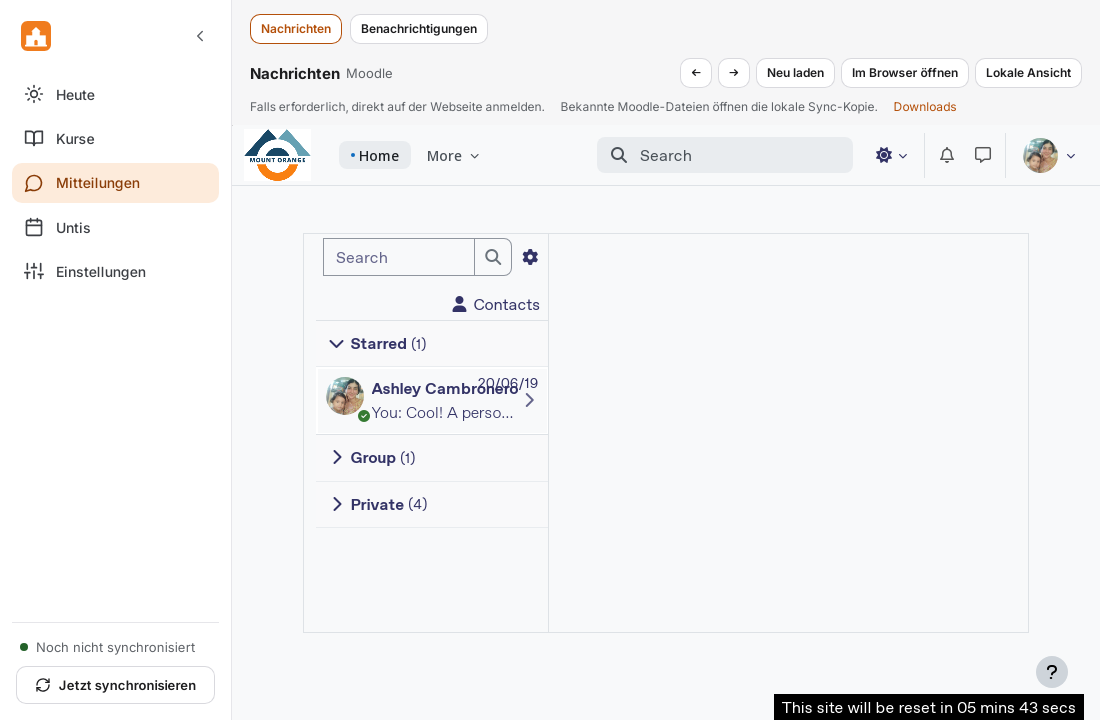 Nachrichten Benachrichtigungen
Heute
Kurse
Mitteilungen
Untis
Einstellungen
Noch nicht synchronisiert
Jetzt synchronisieren
Nachrichten Moodle
← → Neu laden Im Browser öffnen Lokale Ansicht
Falls erforderlich, direkt auf der Webseite anmelden. Bekannte Moodle-Dateien öffnen die lokale Sync-Kopie. Downloads
MOUNT ORANGE
Home More Search
Search
Contacts
Starred (1)
20/06/19
Ashley Cambronero
You: Cool! A perso...
Group (1)
Private (4)
?
This site will be reset in 05 mins 43 secs